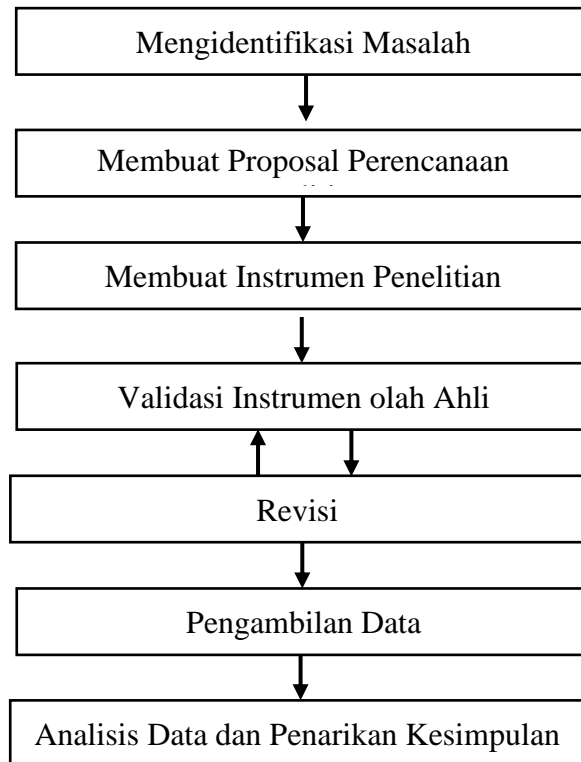 Mengidentifikasi Masalah
Membuat Proposal Perencanaan
Membuat Instrumen Penelitian
Validasi Instrumen olah Ahli
Revisi
Pengambilan Data
Analisis Data dan Penarikan Kesimpulan